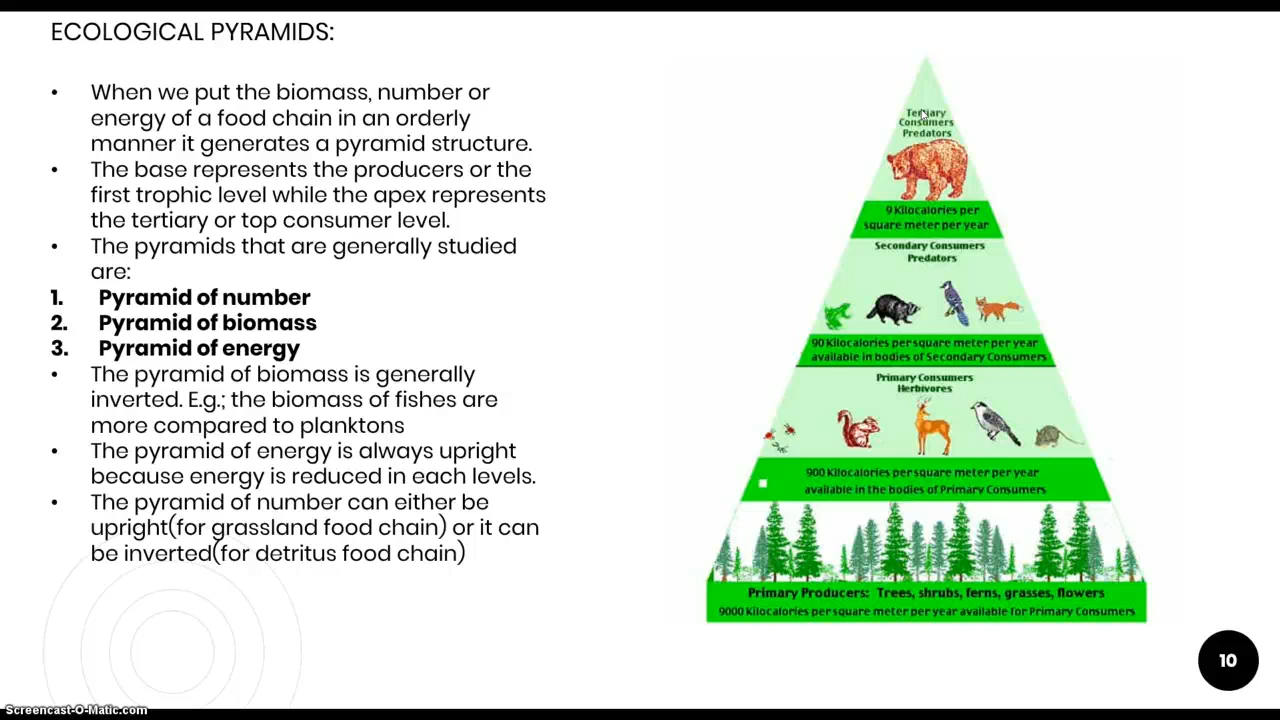 ECOLOGICAL PYRAMIDS:
• When we put the biomass, number or
energy of a food chain in an orderly
manner it generates a pyramid structure.
• The base represents the producers or the
first trophic level while the apex represents
the tertiary or top consumer level.
• The pyramids that are generally studied
are:
1. Pyramid of number
2. Pyramid of biomass
3. Pyramid of energy
• The pyramid of biomass is generally
inverted. E.g.; the biomass of fishes are
more compared to planktons
• The pyramid of energy is always upright
because energy is reduced in each levels.
• The pyramid of number can either be
upright(for grassland food chain) or it can
be inverted(for detritus food chain)
Tertiary
Consumers
Predators
9 Kilocalories per
square meter per year
Secondary Consumers
Predators
90 Kilocalories per square meter per year
available in bodies of Secondary Consumers
Primary Consumers
Herbivores
900 Kilocalories per square meter per year
available in the bodies of Primary Consumers
Primary Producers: Trees, shrubs, ferns, grasses, flowers
9000 Kilocalories per square meter per year available for Primary Consumers
10
Screencast-O-Matic.com